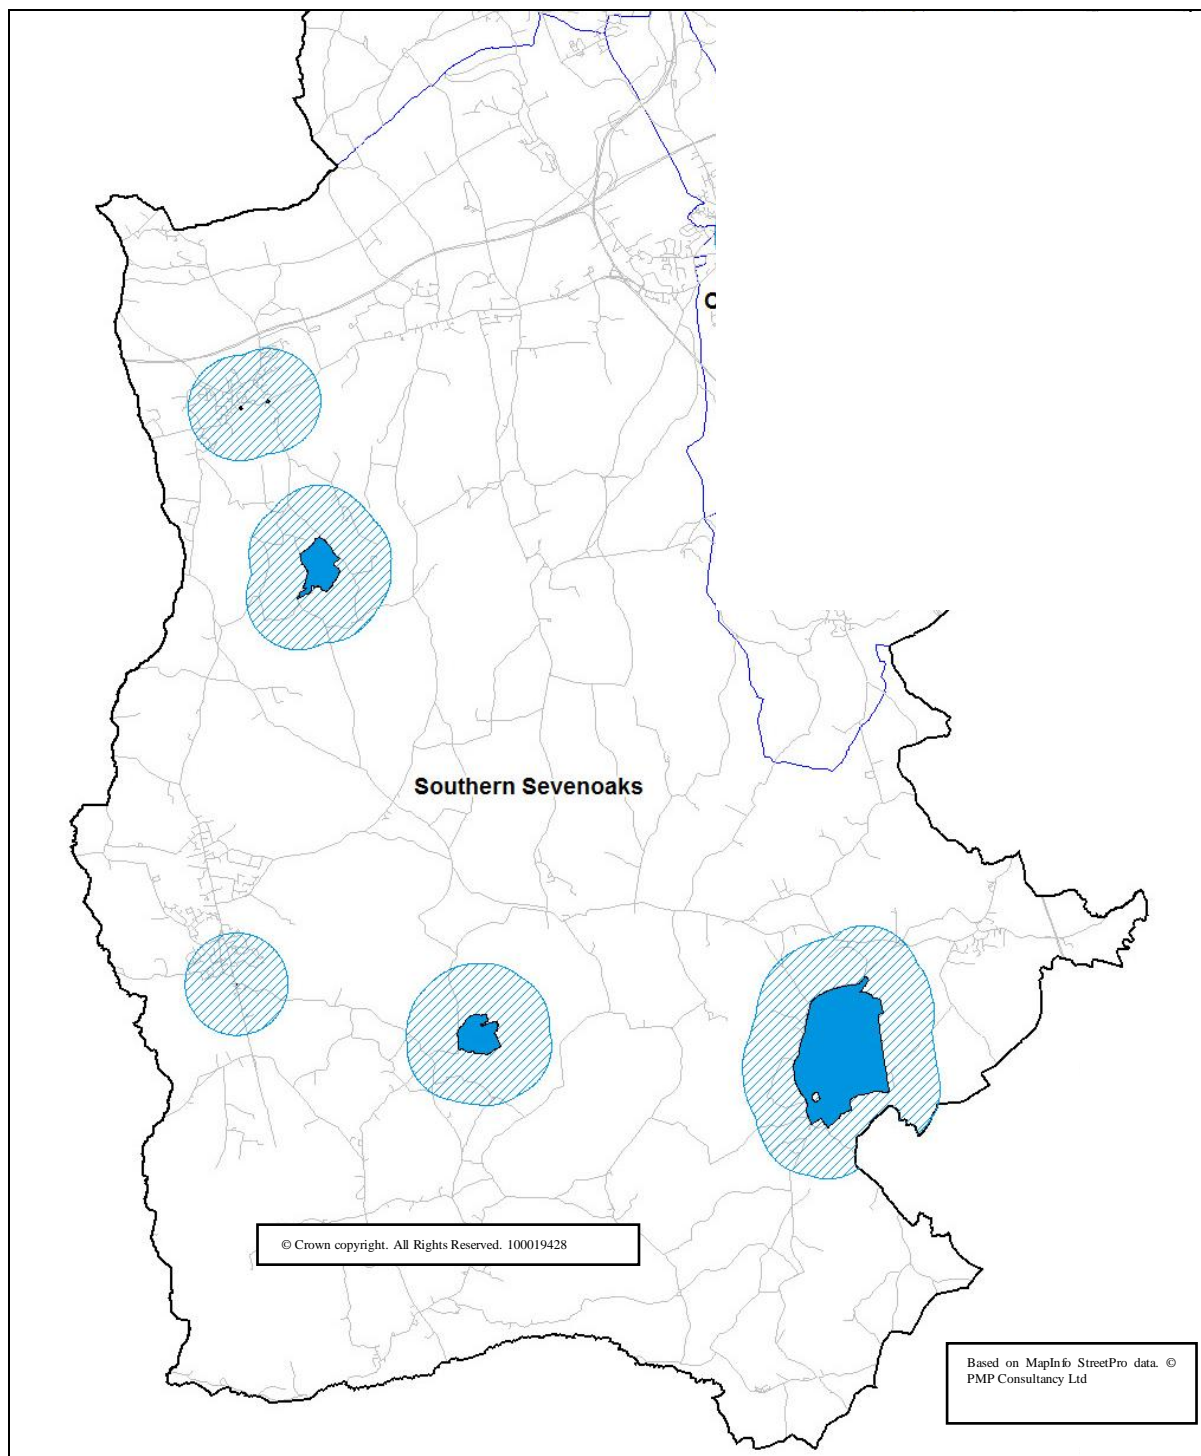 Southern Sevenoaks
© Crown copyright. All Rights Reserved. 100019428
Based on MapInfo StreetPro data. ©
PMP Consultancy Ltd